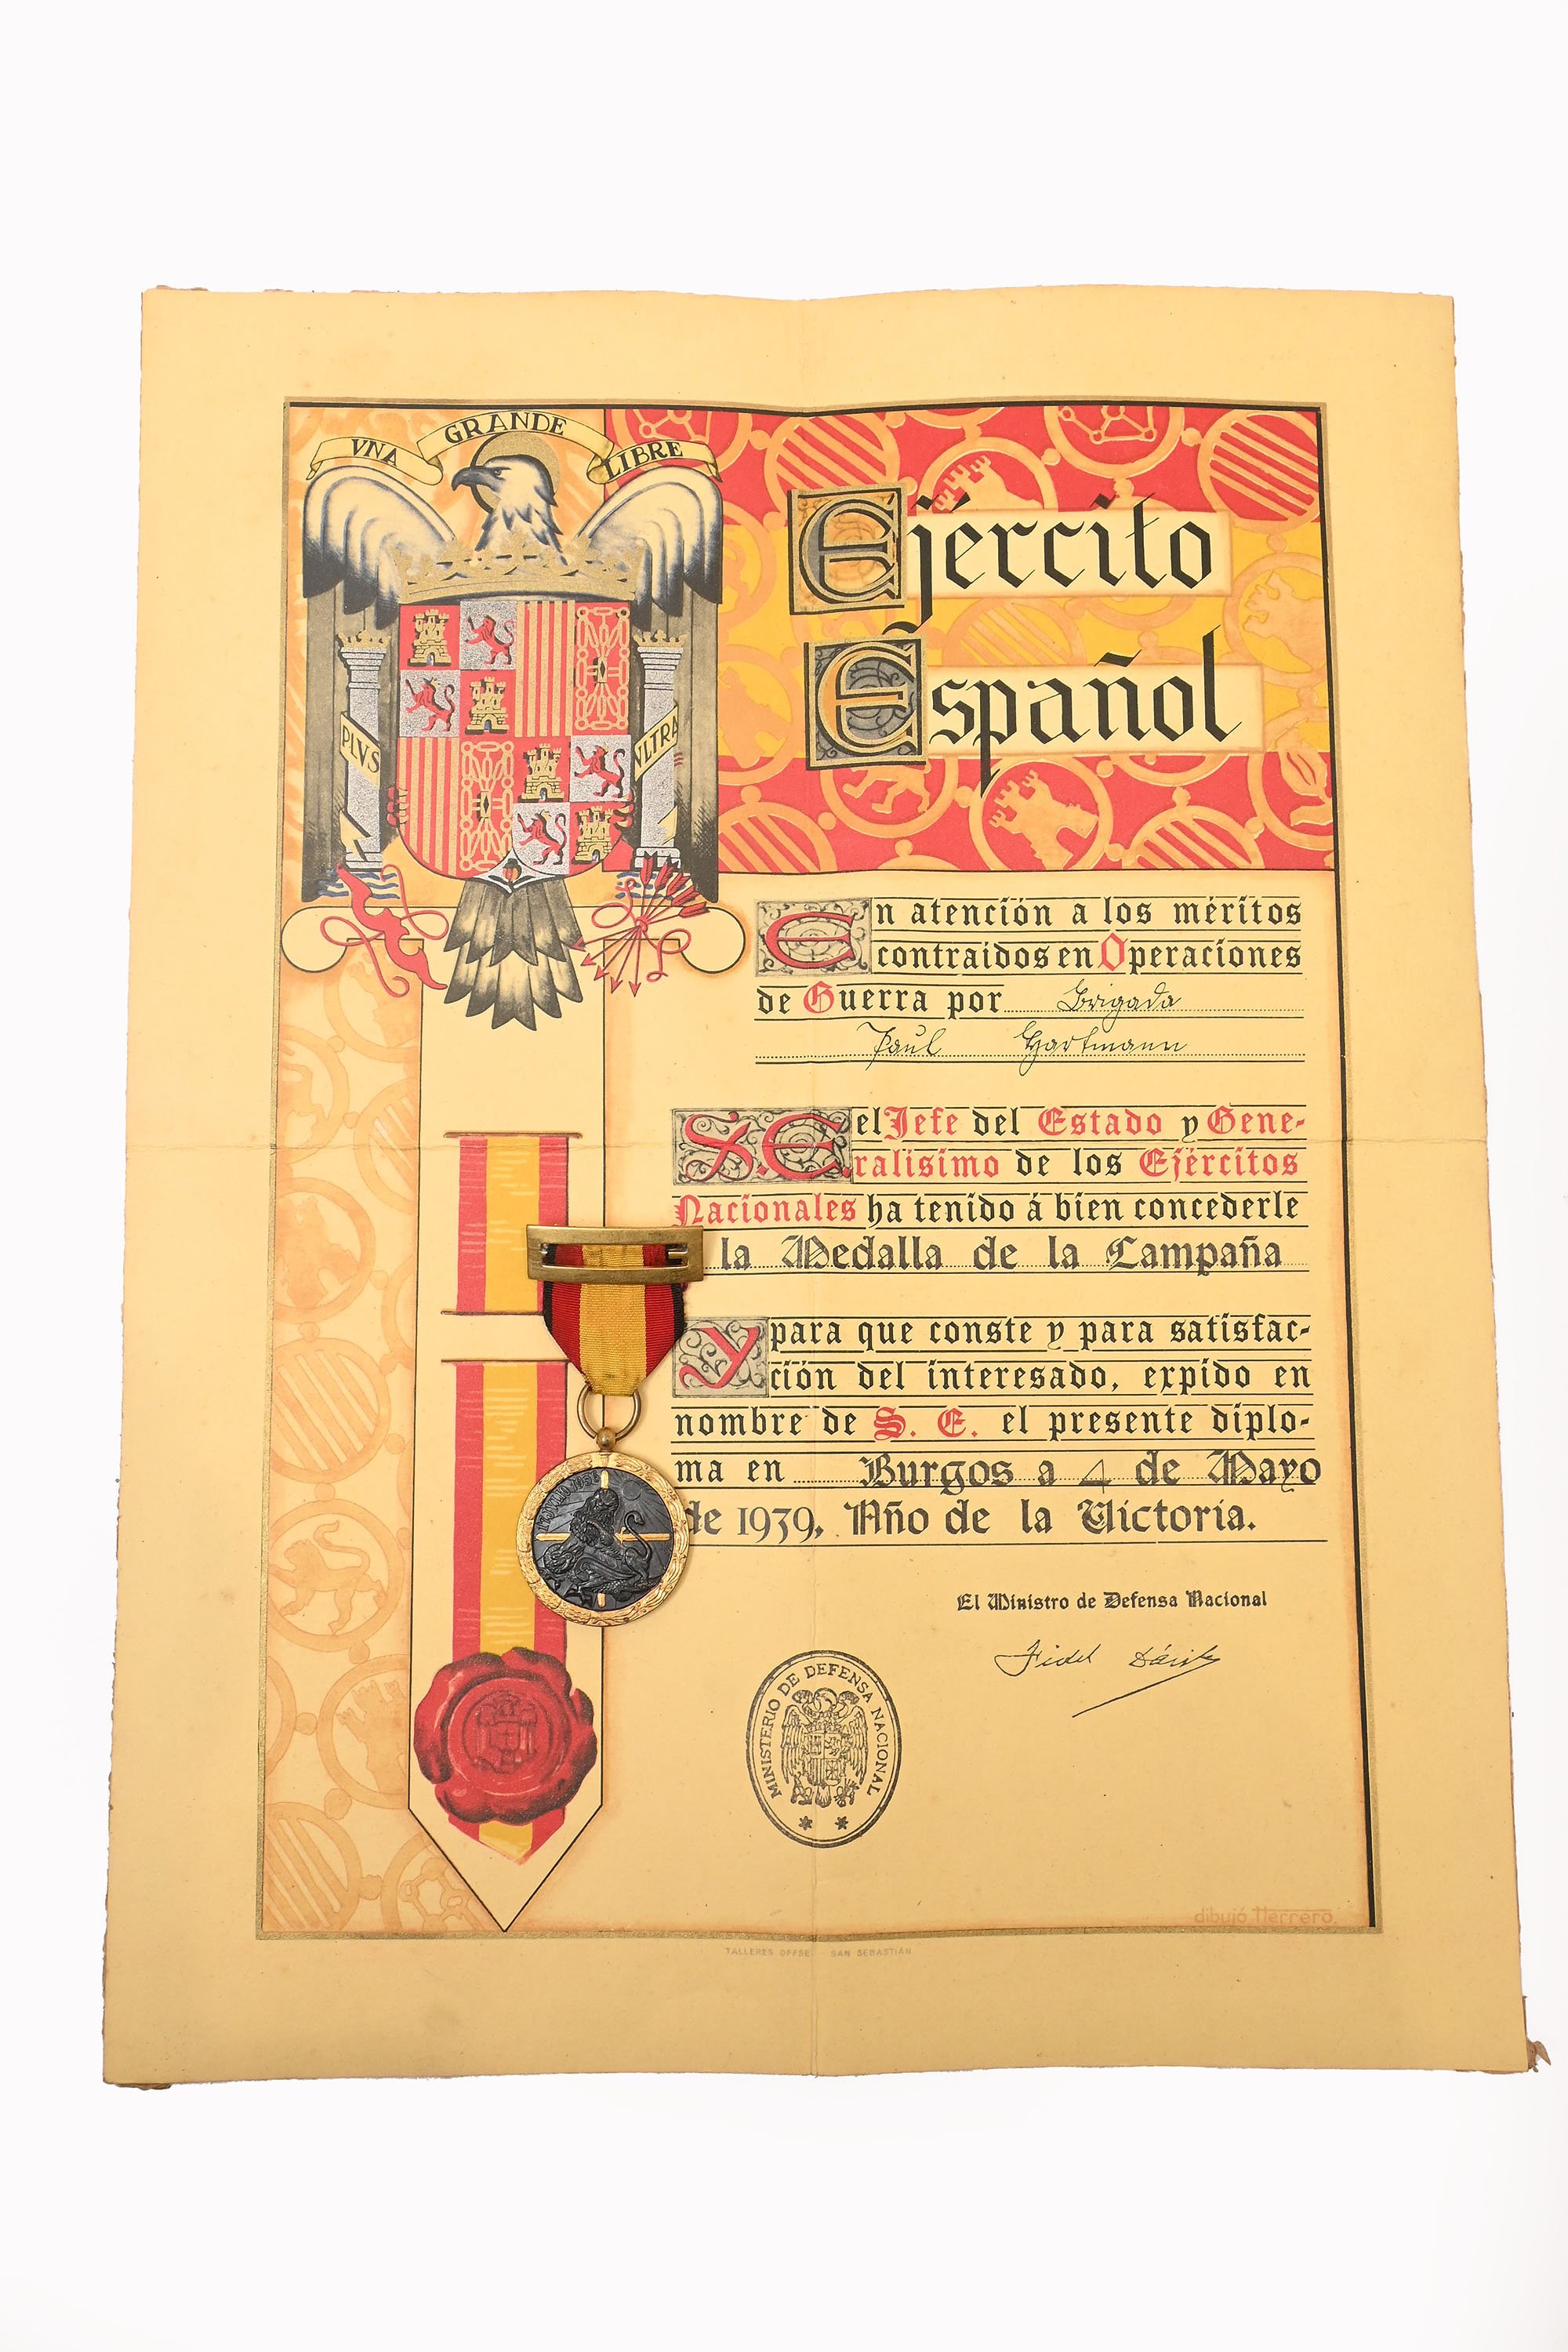 VNA GRANDE LIBRE
PLVS VLTRA
Ejército
Español
En atención a los méritos
contraidos en Operaciones
de Guerra por Brigada
Paul Hartmann
S.E. el Jefe del Estado y Gene-
ralisimo de los Ejércitos
Nacionales ha tenido á bien concederle
la Medalla de la Campaña
Y para que conste y para satisfac-
ción del interesado, expido en
nombre de S. E. el presente diplo-
ma en Burgos a 4 de Mayo
de 1939, Año de la Victoria.
El Ministro de Defensa Nacional
Fidel Dávila
MINISTERIO DE DEFENSA NACIONAL
dibujó Herrero.
TALLERES OFFSE SAN SEBASTIÁN